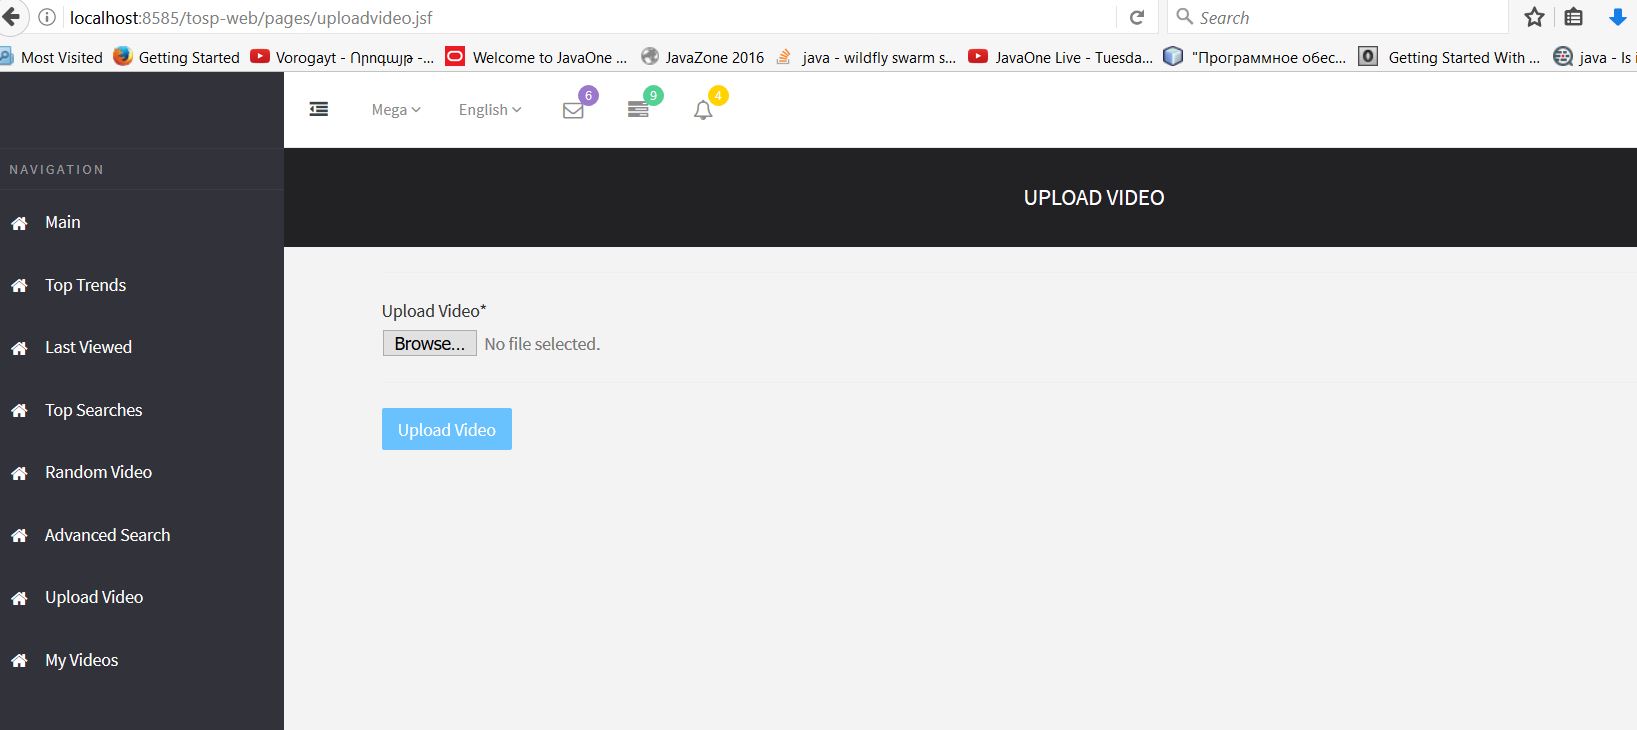 localhost:8585/tosp-web/pages/uploadvideo.jsf
Search
Most Visited Getting Started Vorogayt - Որոգայթ -... Welcome to JavaOne ... JavaZone 2016 java - wildfly swarm s... JavaOne Live - Tuesda... "Программное обес... Getting Started With ... java - Is i
Mega English 6 9 4
NAVIGATION
UPLOAD VIDEO
Main
Top Trends
Last Viewed
Top Searches
Random Video
Advanced Search
Upload Video
My Videos
Upload Video*
Browse... No file selected.
Upload Video